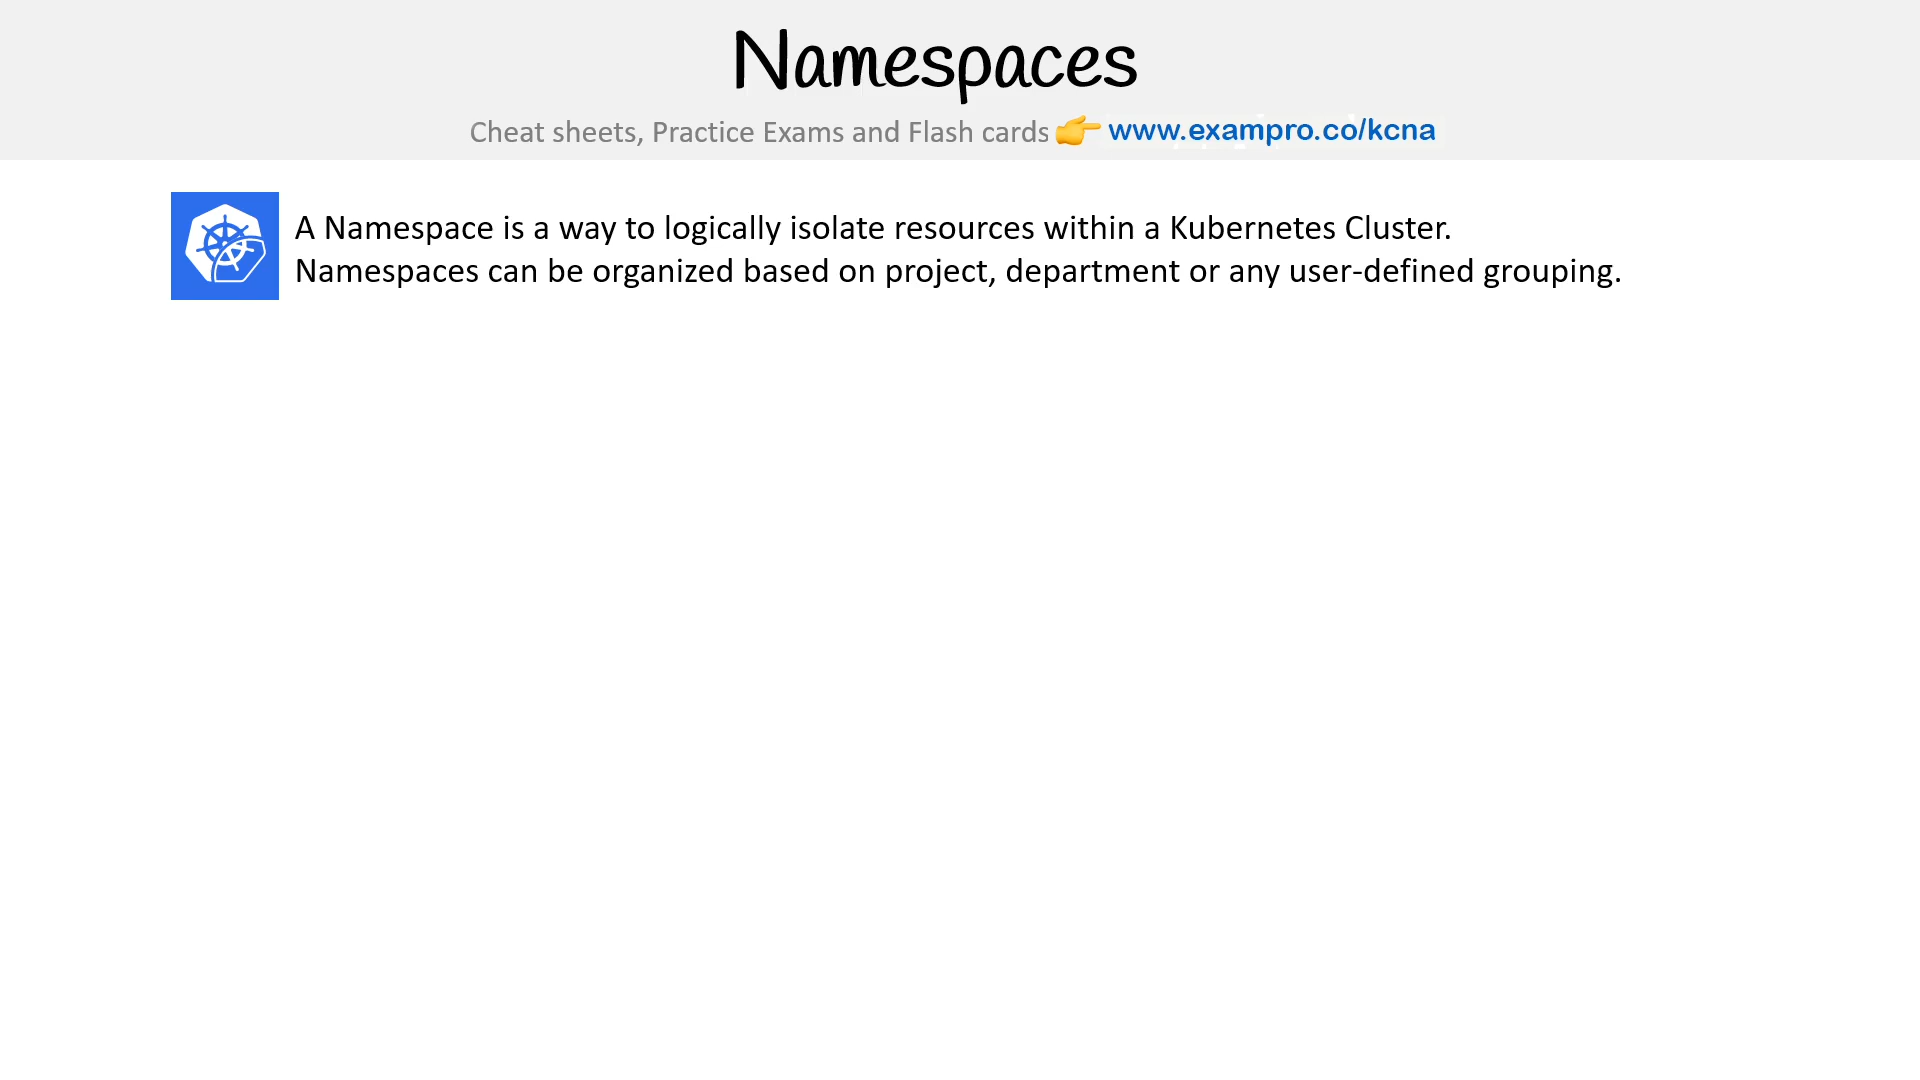 Namespaces
Cheat sheets, Practice Exams and Flash cards 👉 www.exampro.co/kcna
A Namespace is a way to logically isolate resources within a Kubernetes Cluster.
Namespaces can be organized based on project, department or any user-defined grouping.